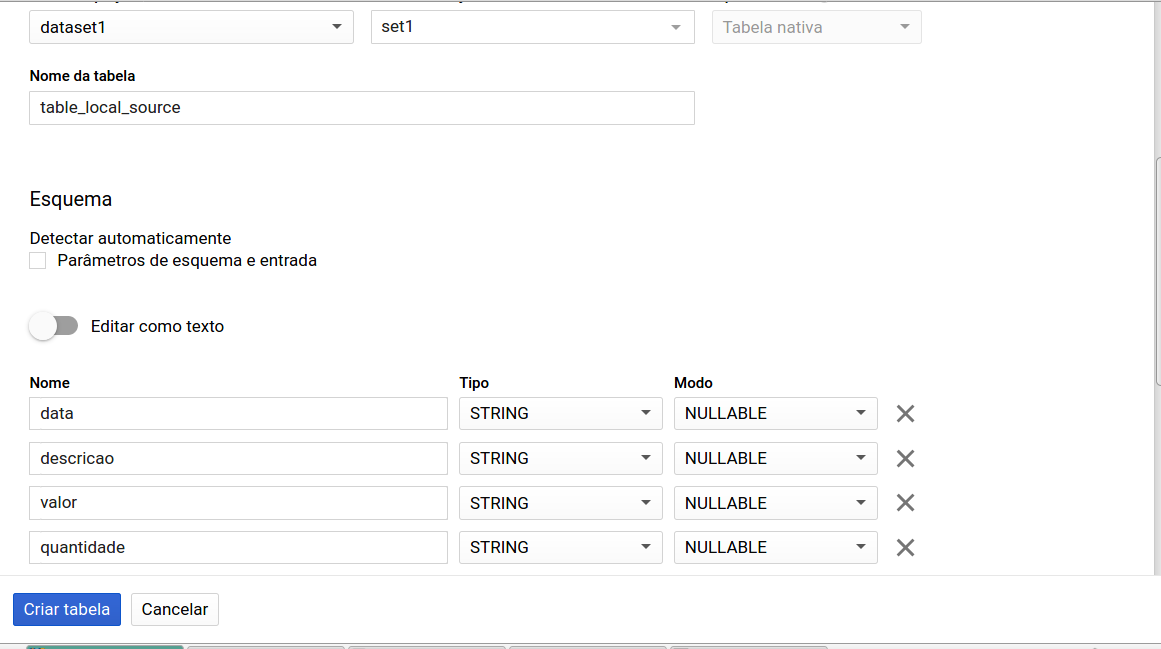 dataset1 set1 Tabela nativa
Nome da tabela
table_local_source
Esquema
Detectar automaticamente
Parâmetros de esquema e entrada
Editar como texto
Nome Tipo Modo
data STRING NULLABLE
descricao STRING NULLABLE
valor STRING NULLABLE
quantidade STRING NULLABLE
Criar tabela Cancelar